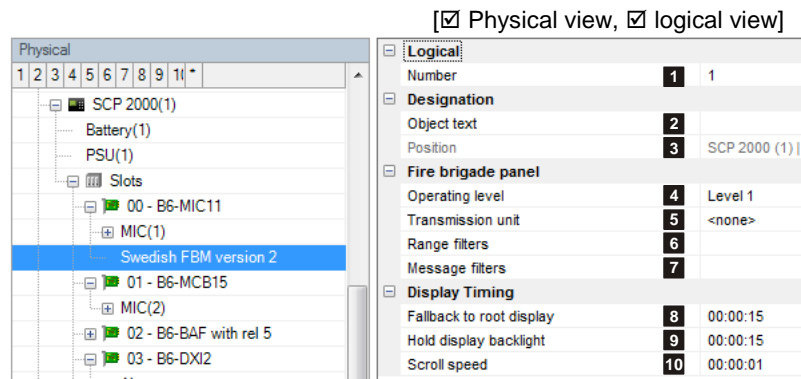 [☑ Physical view, ☑ logical view]
Physical
1 2 3 4 5 6 7 8 9 1( *
SCP 2000(1)
Battery(1)
PSU(1)
Slots
00 - B6-MIC11
MIC(1)
Swedish FBM version 2
01 - B6-MCB15
MIC(2)
02 - B6-BAF with rel 5
03 - B6-DXI2
Logical
Number 1 1
Designation
Object text 2
Position 3 SCP 2000 (1) |
Fire brigade panel
Operating level 4 Level 1
Transmission unit 5 <none>
Range filters 6
Message filters 7
Display Timing
Fallback to root display 8 00:00:15
Hold display backlight 9 00:00:15
Scroll speed 10 00:00:01